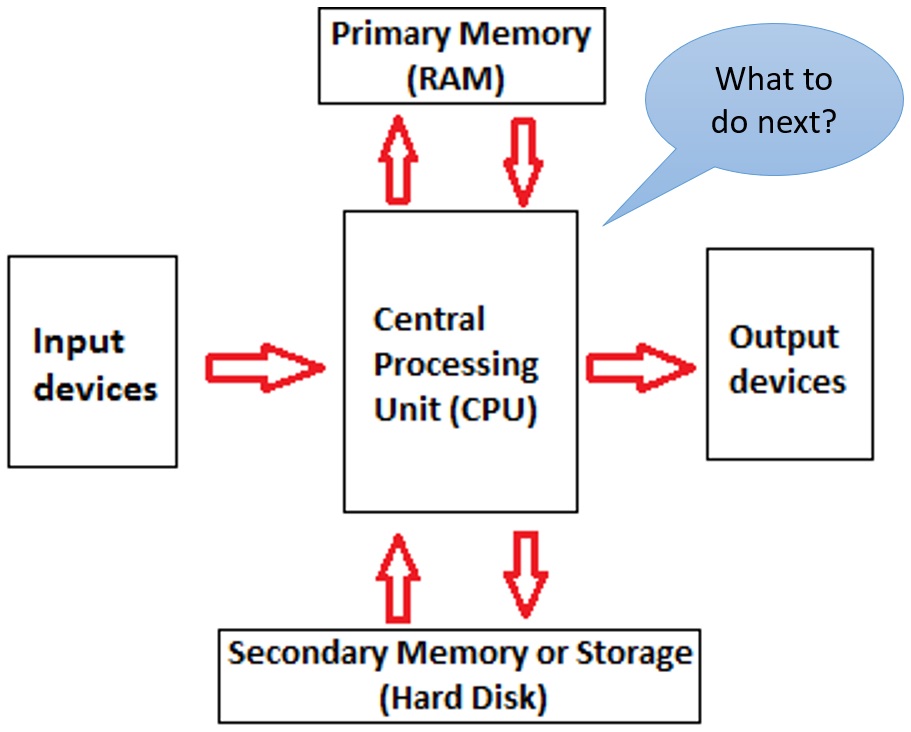 Primary Memory
(RAM)
What to
do next?
Input
devices
Central
Processing
Unit (CPU)
Output
devices
Secondary Memory or Storage
(Hard Disk)